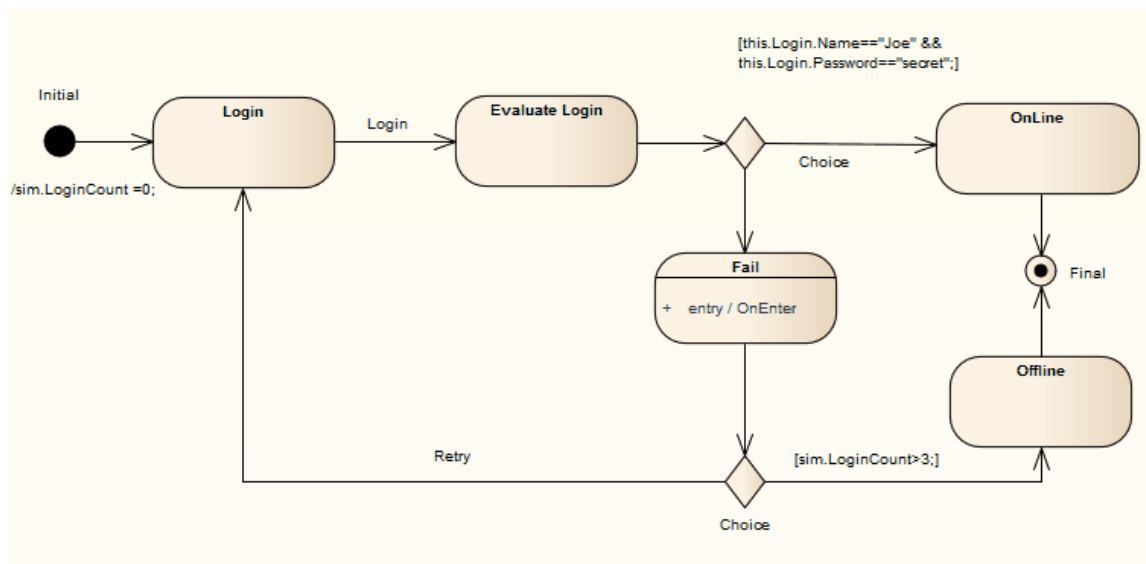 [this.Login.Name=="Joe" &&
this.Login.Password=="secret";]
Initial
Login
Login
Evaluate Login
OnLine
Choice
/sim.LoginCount =0;
Fail
+ entry / OnEnter
Final
Offline
Retry
[sim.LoginCount>3;]
Choice